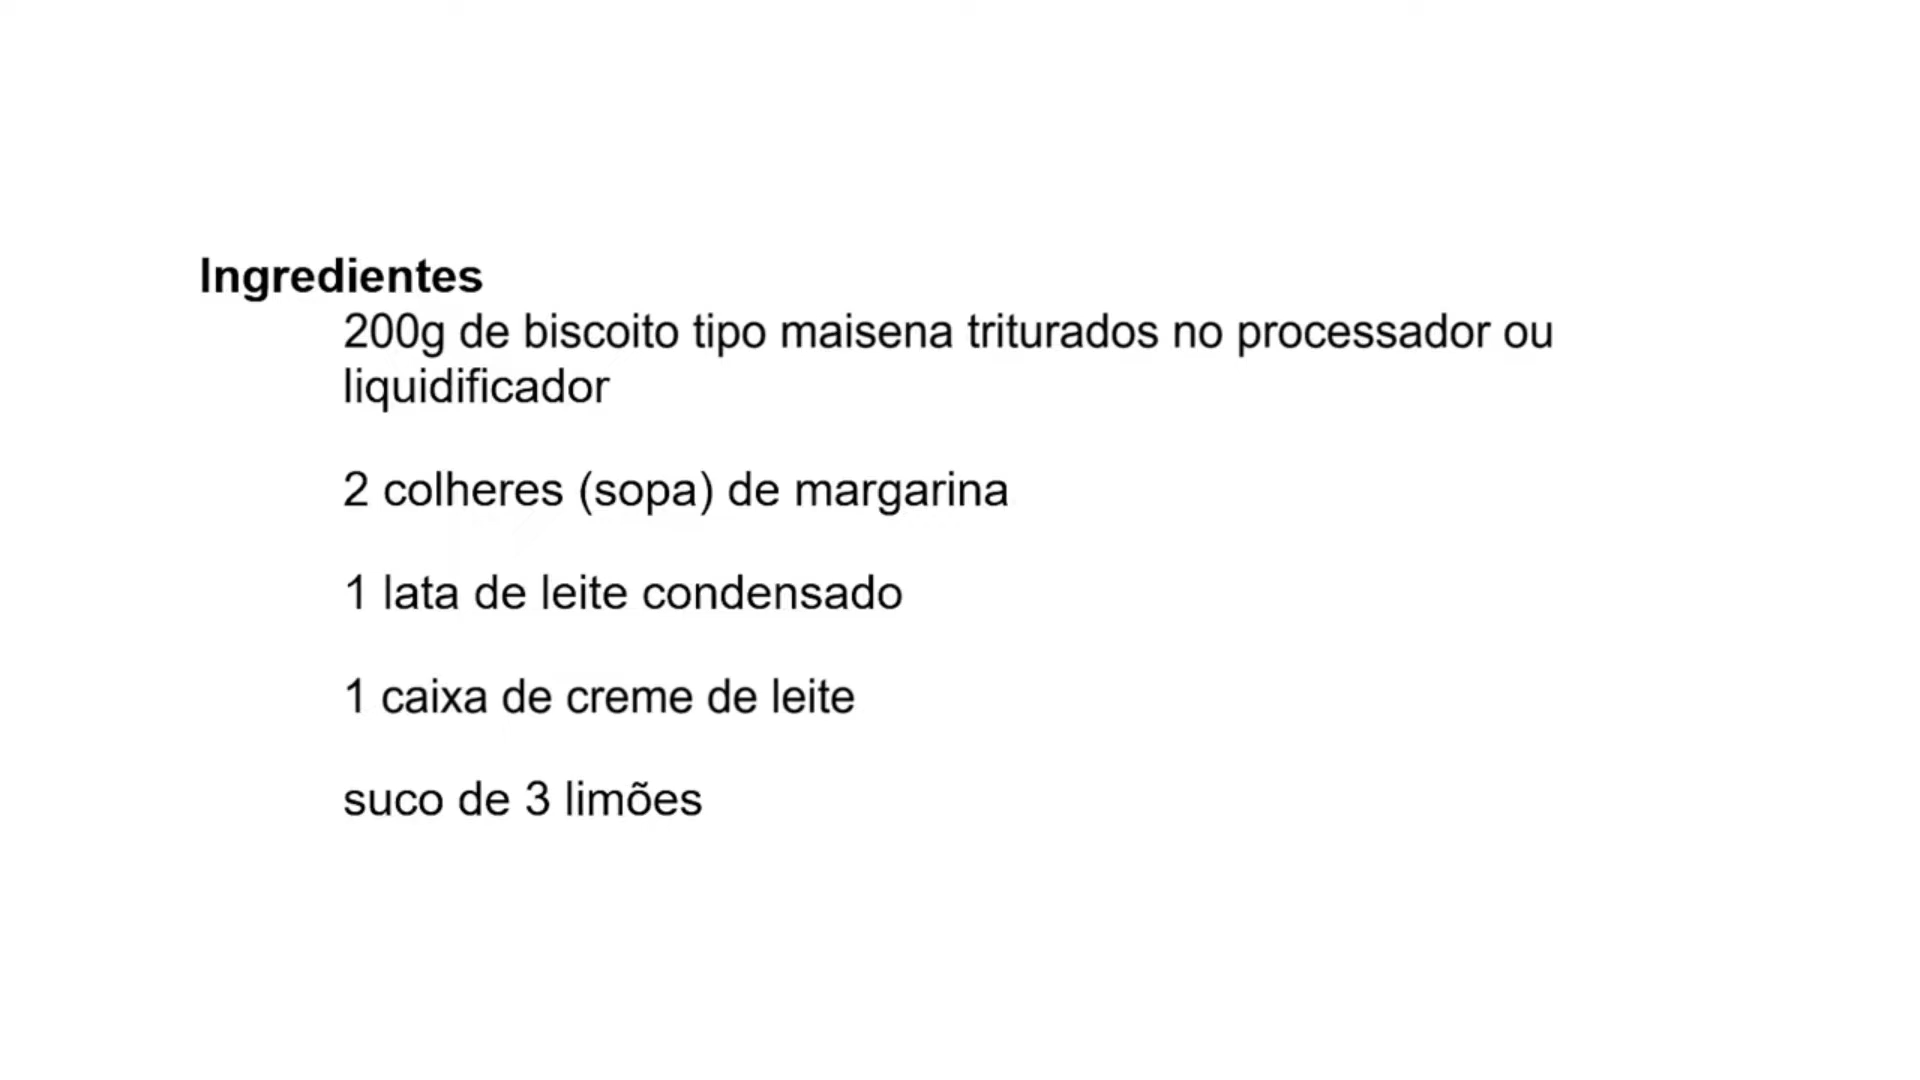 Ingredientes
200g de biscoito tipo maisena triturados no processador ou
liquidificador
2 colheres (sopa) de margarina
1 lata de leite condensado
1 caixa de creme de leite
suco de 3 limões